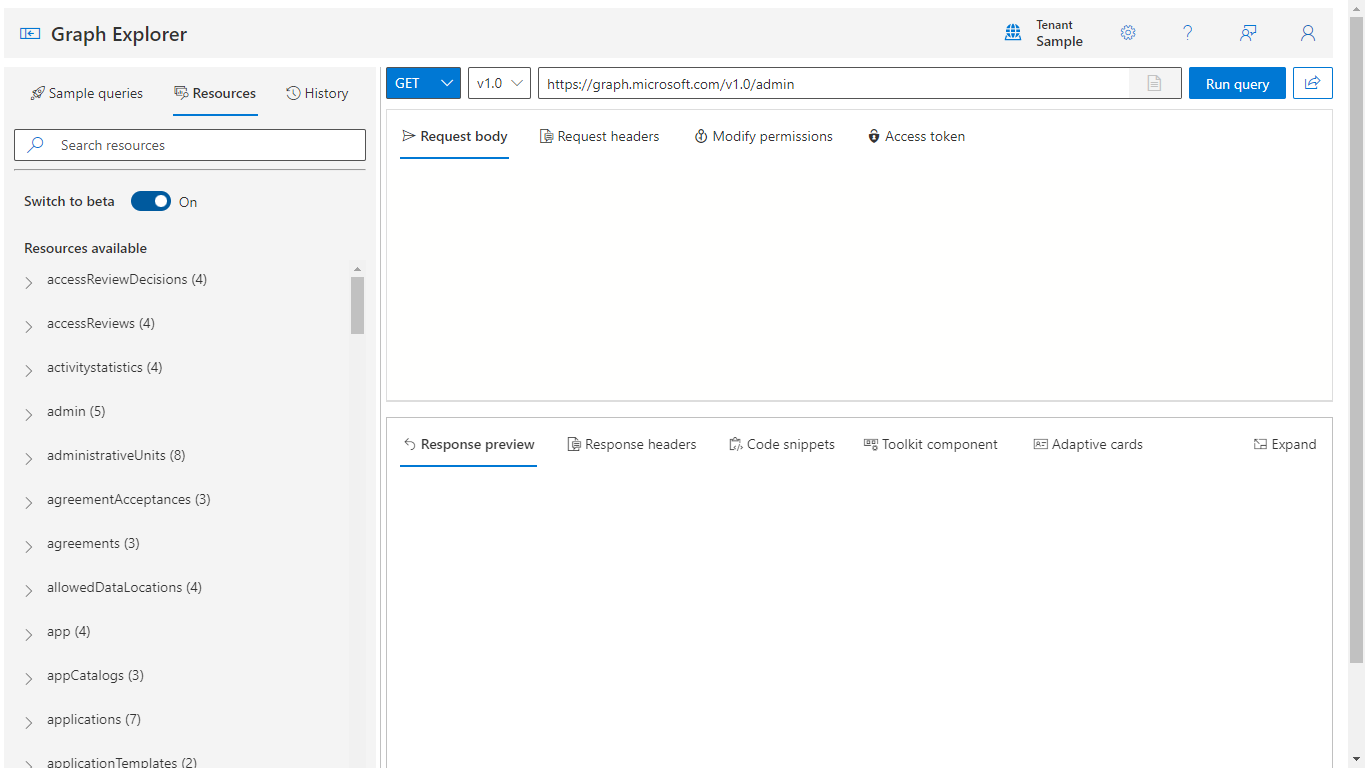 Graph Explorer
Tenant
Sample
Sample queries
Resources
History
Search resources
Switch to beta
On
Resources available
accessReviewDecisions (4)
accessReviews (4)
activitystatistics (4)
admin (5)
administrativeUnits (8)
agreementAcceptances (3)
agreements (3)
allowedDataLocations (4)
app (4)
appCatalogs (3)
applications (7)
applicationTemplates (2)
GET
v1.0
https://graph.microsoft.com/v1.0/admin
Run query
Request body
Request headers
Modify permissions
Access token
Response preview
Response headers
Code snippets
Toolkit component
Adaptive cards
Expand